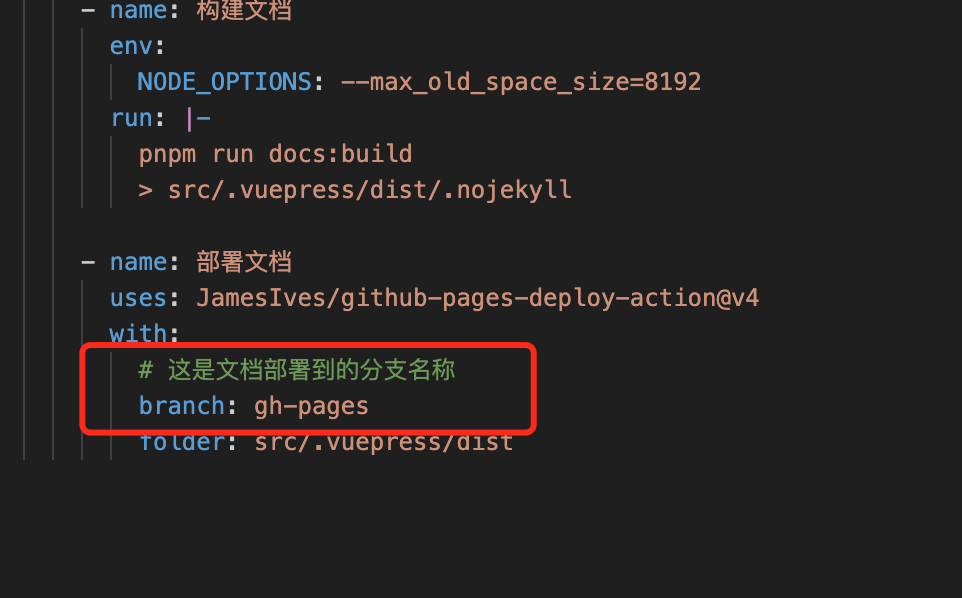 - name: 构建文档
env:
NODE_OPTIONS: --max_old_space_size=8192
run: |-
pnpm run docs:build
> src/.vuepress/dist/.nojekyll
- name: 部署文档
uses: JamesIves/github-pages-deploy-action@v4
with:
# 这是文档部署到的分支名称
branch: gh-pages
folder: src/.vuepress/dist